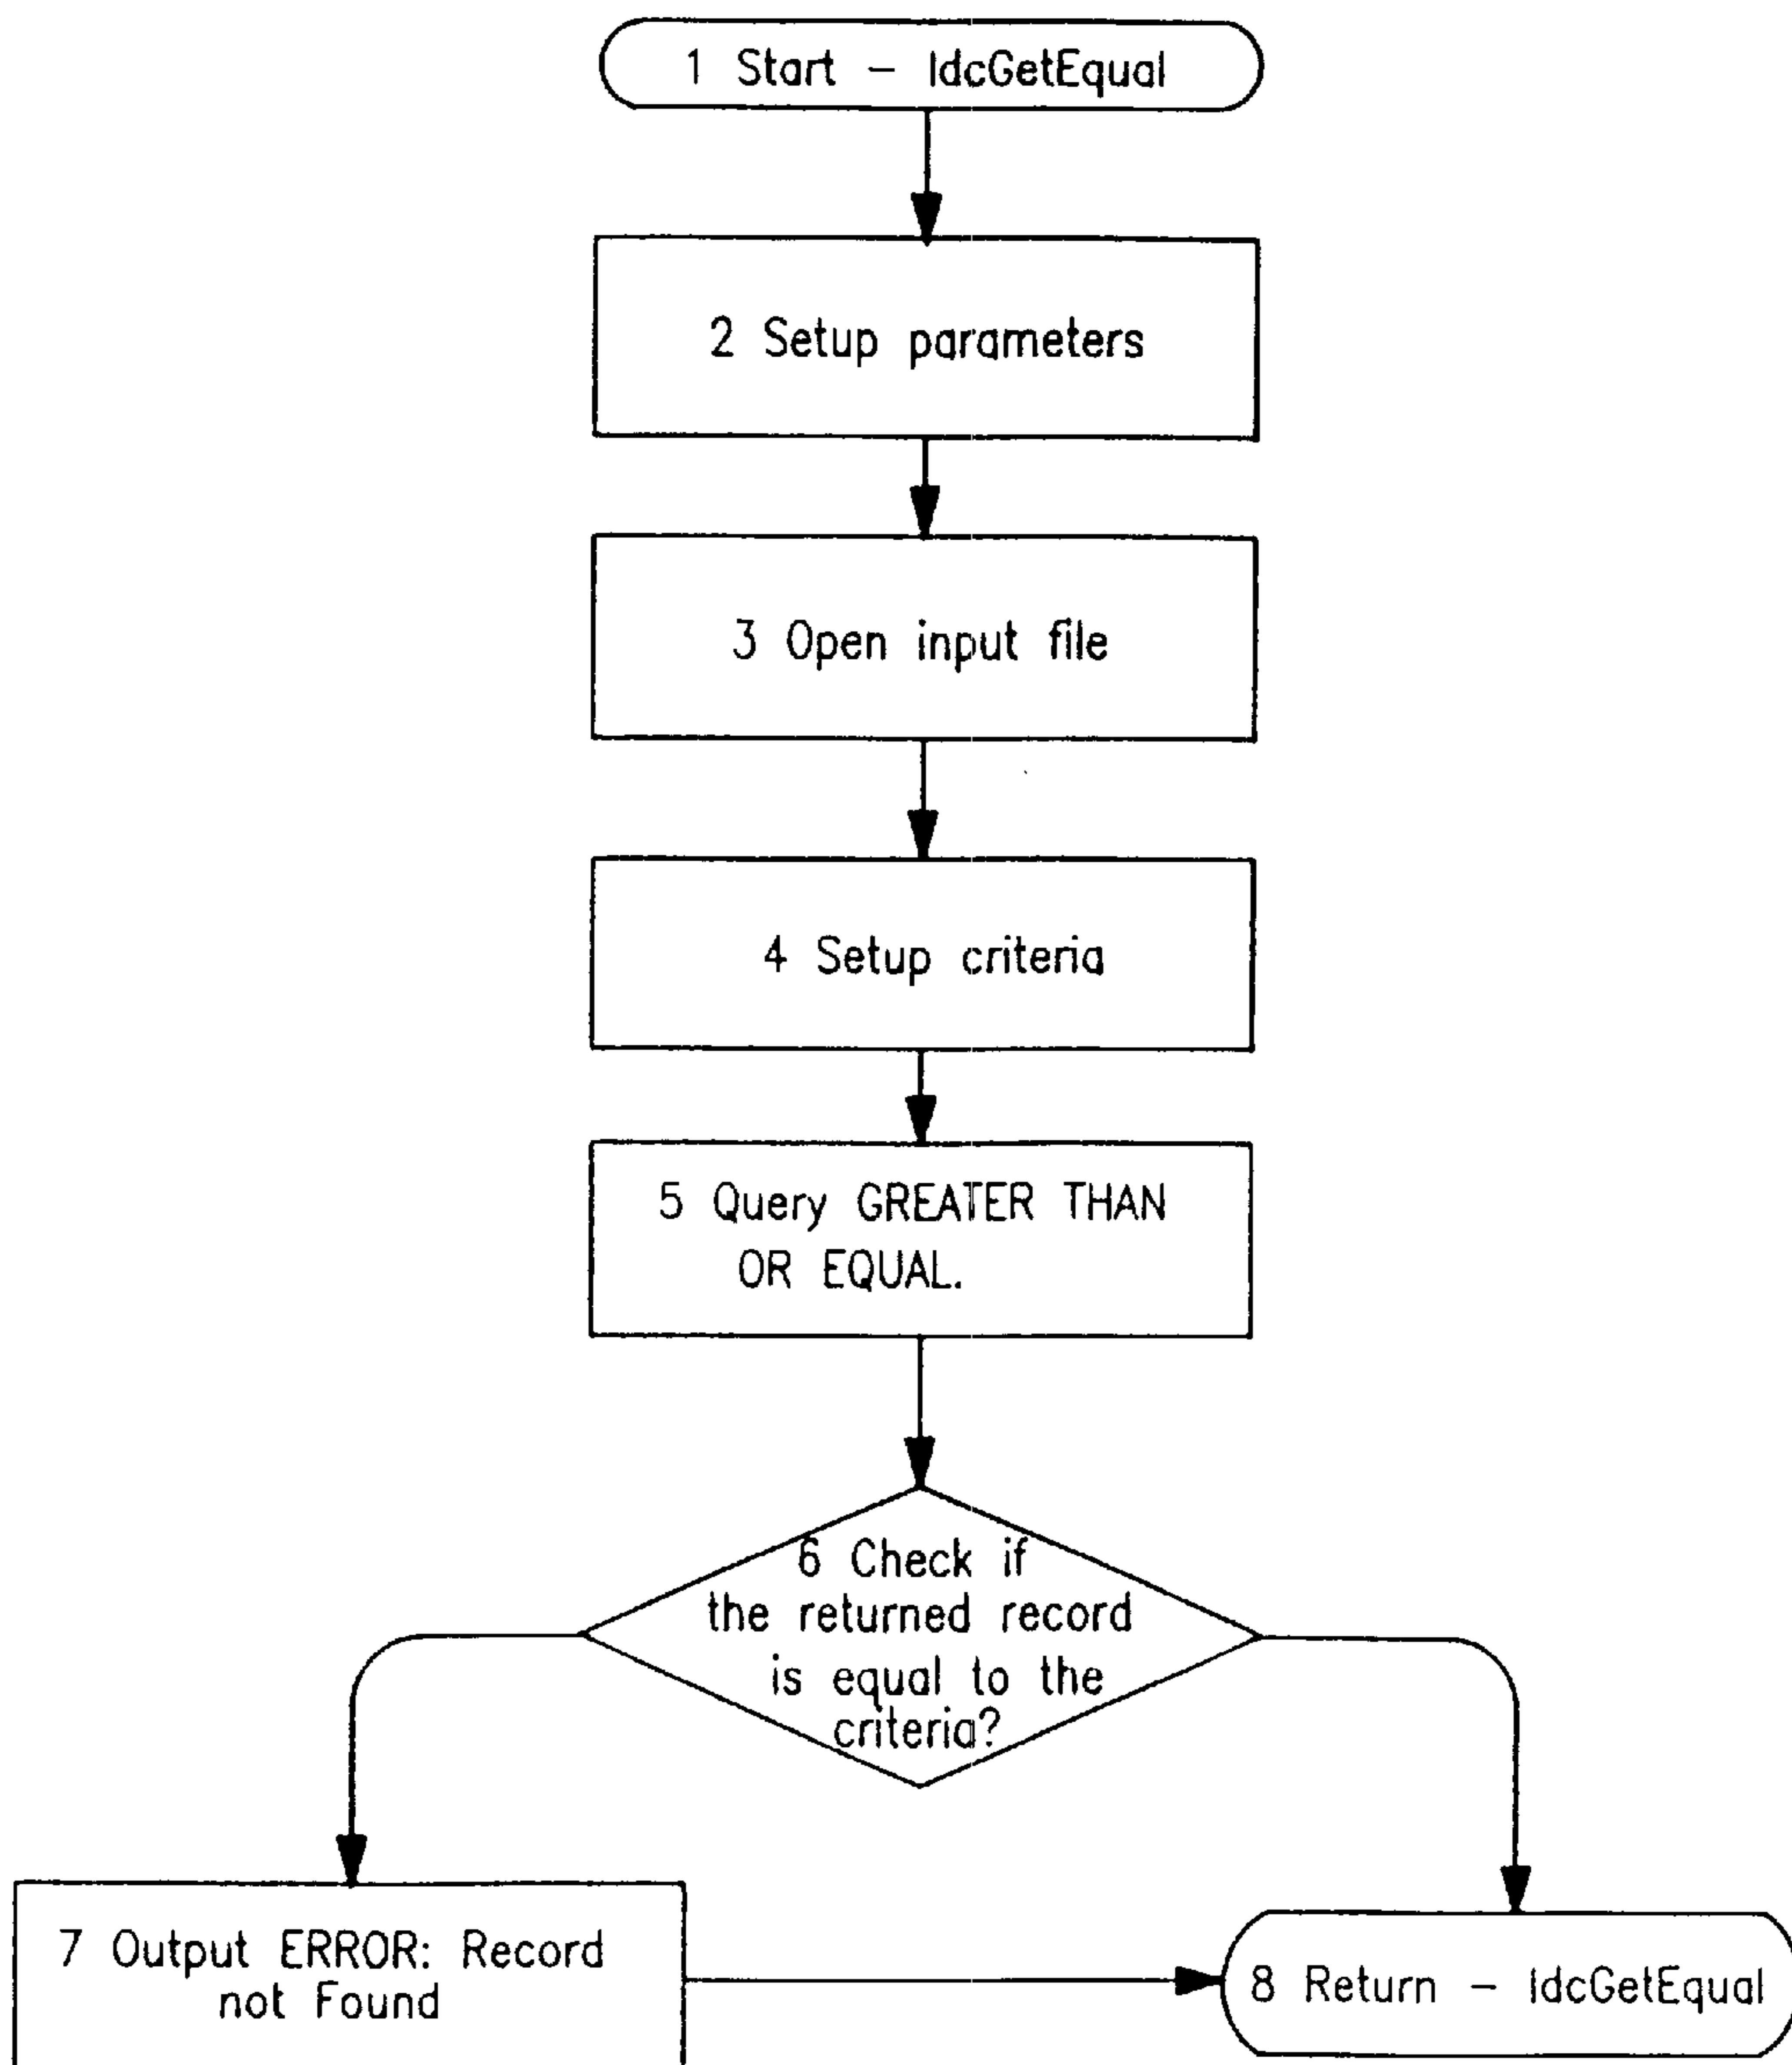 1 Start – IdcGetEqual
2 Setup parameters
3 Open input file
4 Setup criteria
5 Query GREATER THAN
OR EQUAL.
6 Check if
the returned record
is equal to the
criteria?
7 Output ERROR: Record
not Found
8 Return – IdcGetEqual